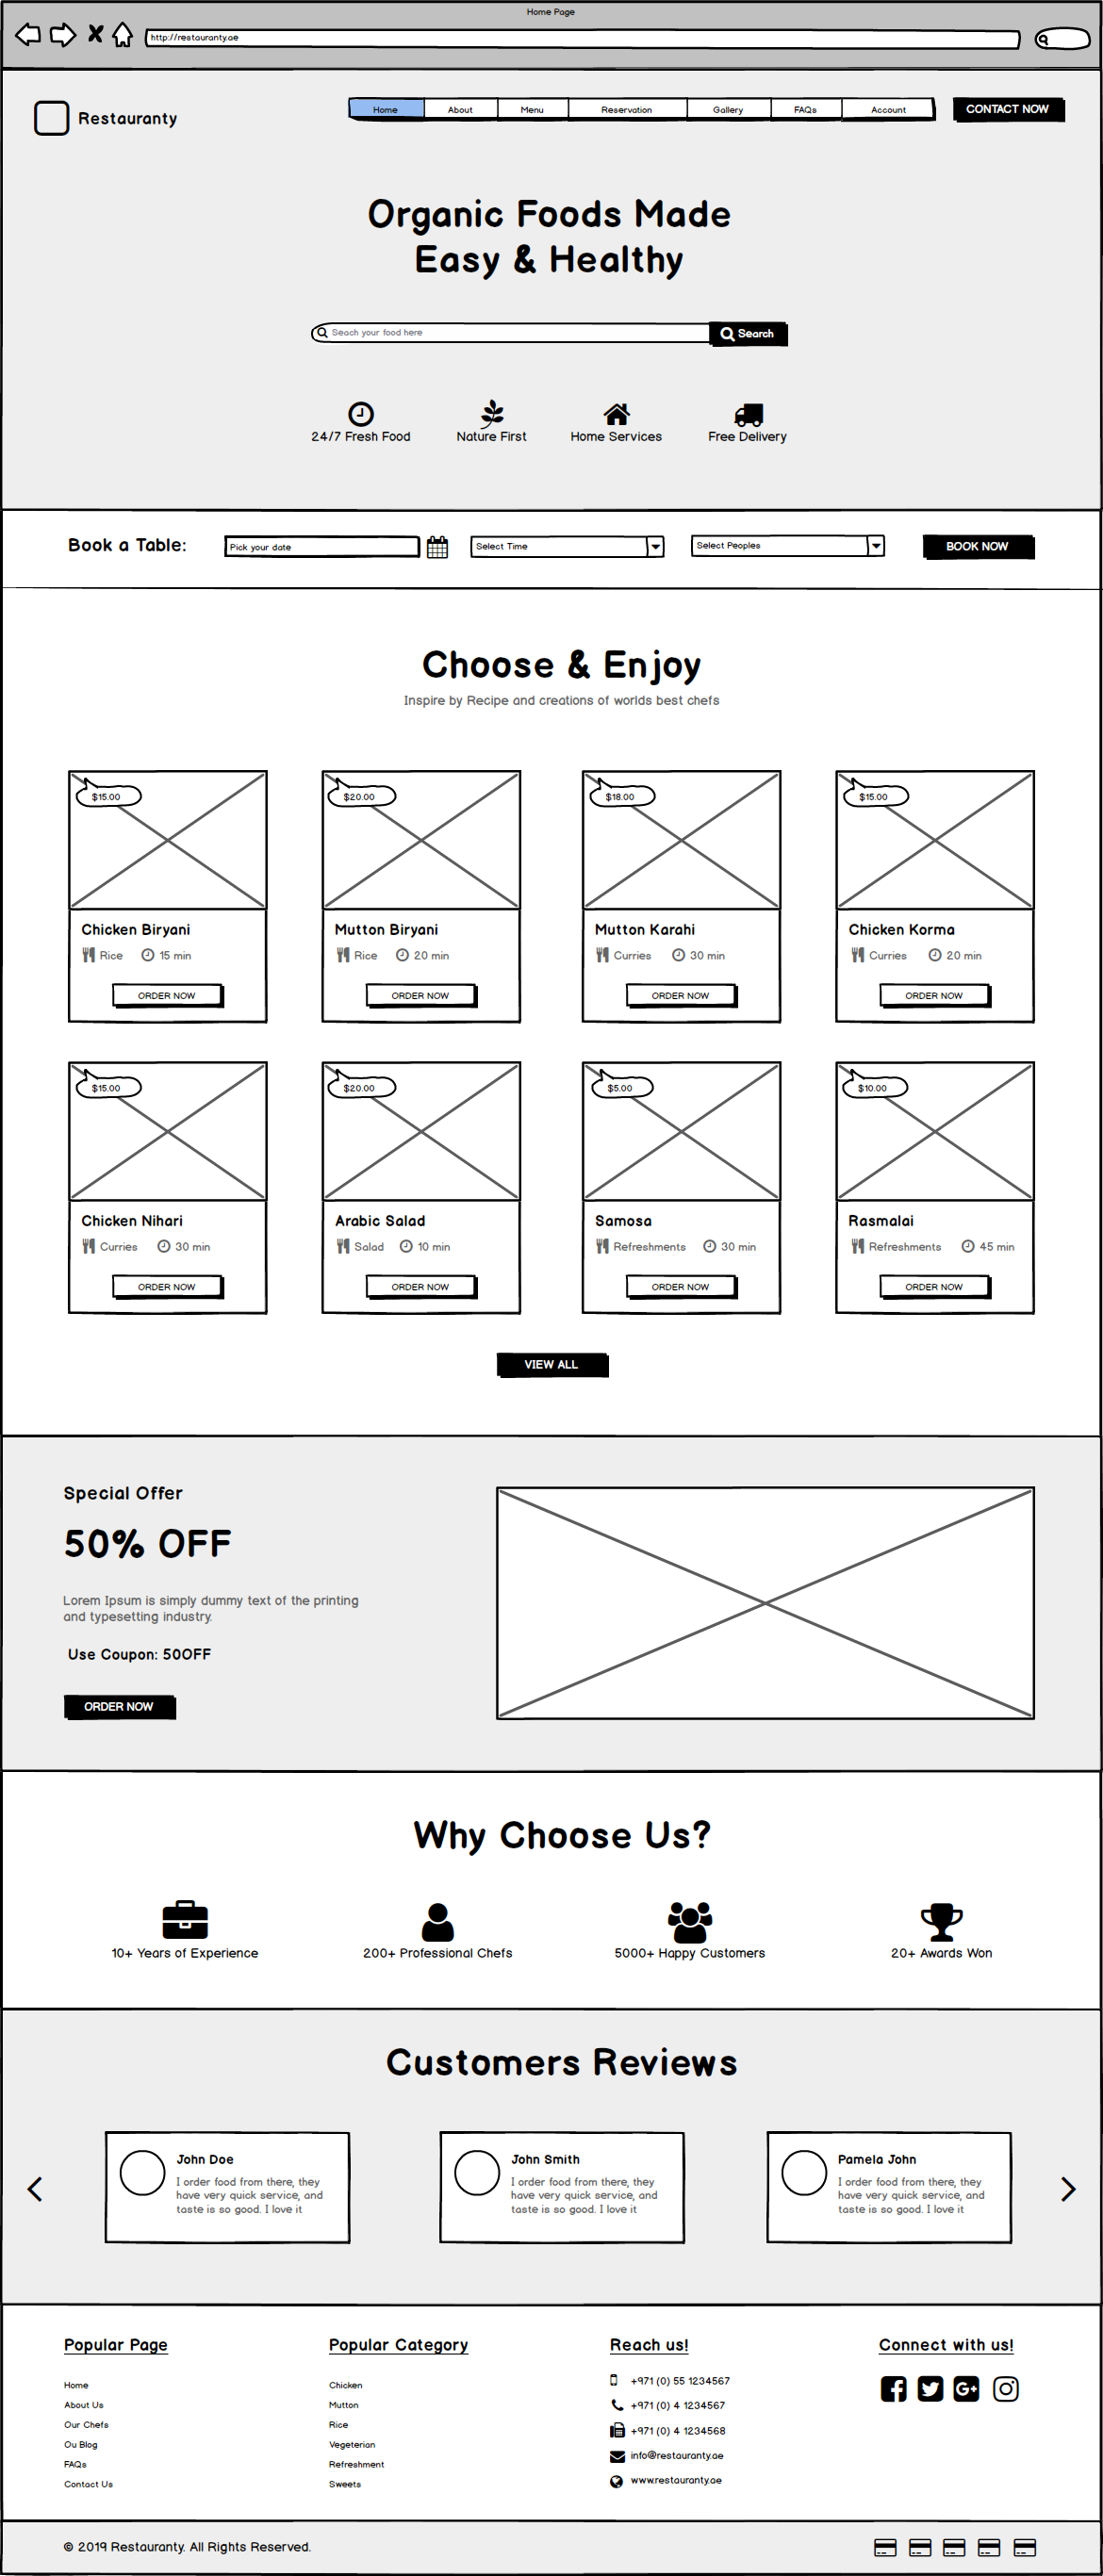 Home Page
http://restauranty.ae
Restauranty
Home About Menu Reservation Gallery FAQs Account
CONTACT NOW
Organic Foods Made
Easy & Healthy
Seach your food here
Search
24/7 Fresh Food Nature First Home Services Free Delivery
Book a Table: Pick your date Select Time Select Peoples BOOK NOW
Choose & Enjoy
Inspire by Recipe and creations of worlds best chefs
$15.00 $20.00 $18.00 $15.00
Chicken Biryani Mutton Biryani Mutton Karahi Chicken Korma
Rice 15 min Rice 20 min Curries 30 min Curries 20 min
ORDER NOW ORDER NOW ORDER NOW ORDER NOW
$15.00 $20.00 $5.00 $10.00
Chicken Nihari Arabic Salad Samosa Rasmalai
Curries 30 min Salad 10 min Refreshments 30 min Refreshments 45 min
ORDER NOW ORDER NOW ORDER NOW ORDER NOW
VIEW ALL
Special Offer
50% OFF
Lorem Ipsum is simply dummy text of the printing
and typesetting industry.
Use Coupon: 50OFF
ORDER NOW
Why Choose Us?
10+ Years of Experience 200+ Professional Chefs 5000+ Happy Customers 20+ Awards Won
Customers Reviews
John Doe
I order food from there, they
have very quick service, and
taste is so good. I love it
John Smith
I order food from there, they
have very quick service, and
taste is so good. I love it
Pamela John
I order food from there, they
have very quick service, and
taste is so good. I love it
Popular Page
Home
About Us
Our Chefs
Ou Blog
FAQs
Contact Us
Popular Category
Chicken
Mutton
Rice
Vegeterian
Refreshment
Sweets
Reach us!
+971 (0) 55 1234567
+971 (0) 4 1234567
+971 (0) 4 1234568
info@restauranty.ae
www.restauranty.ae
Connect with us!
© 2019 Restauranty. All Rights Reserved.